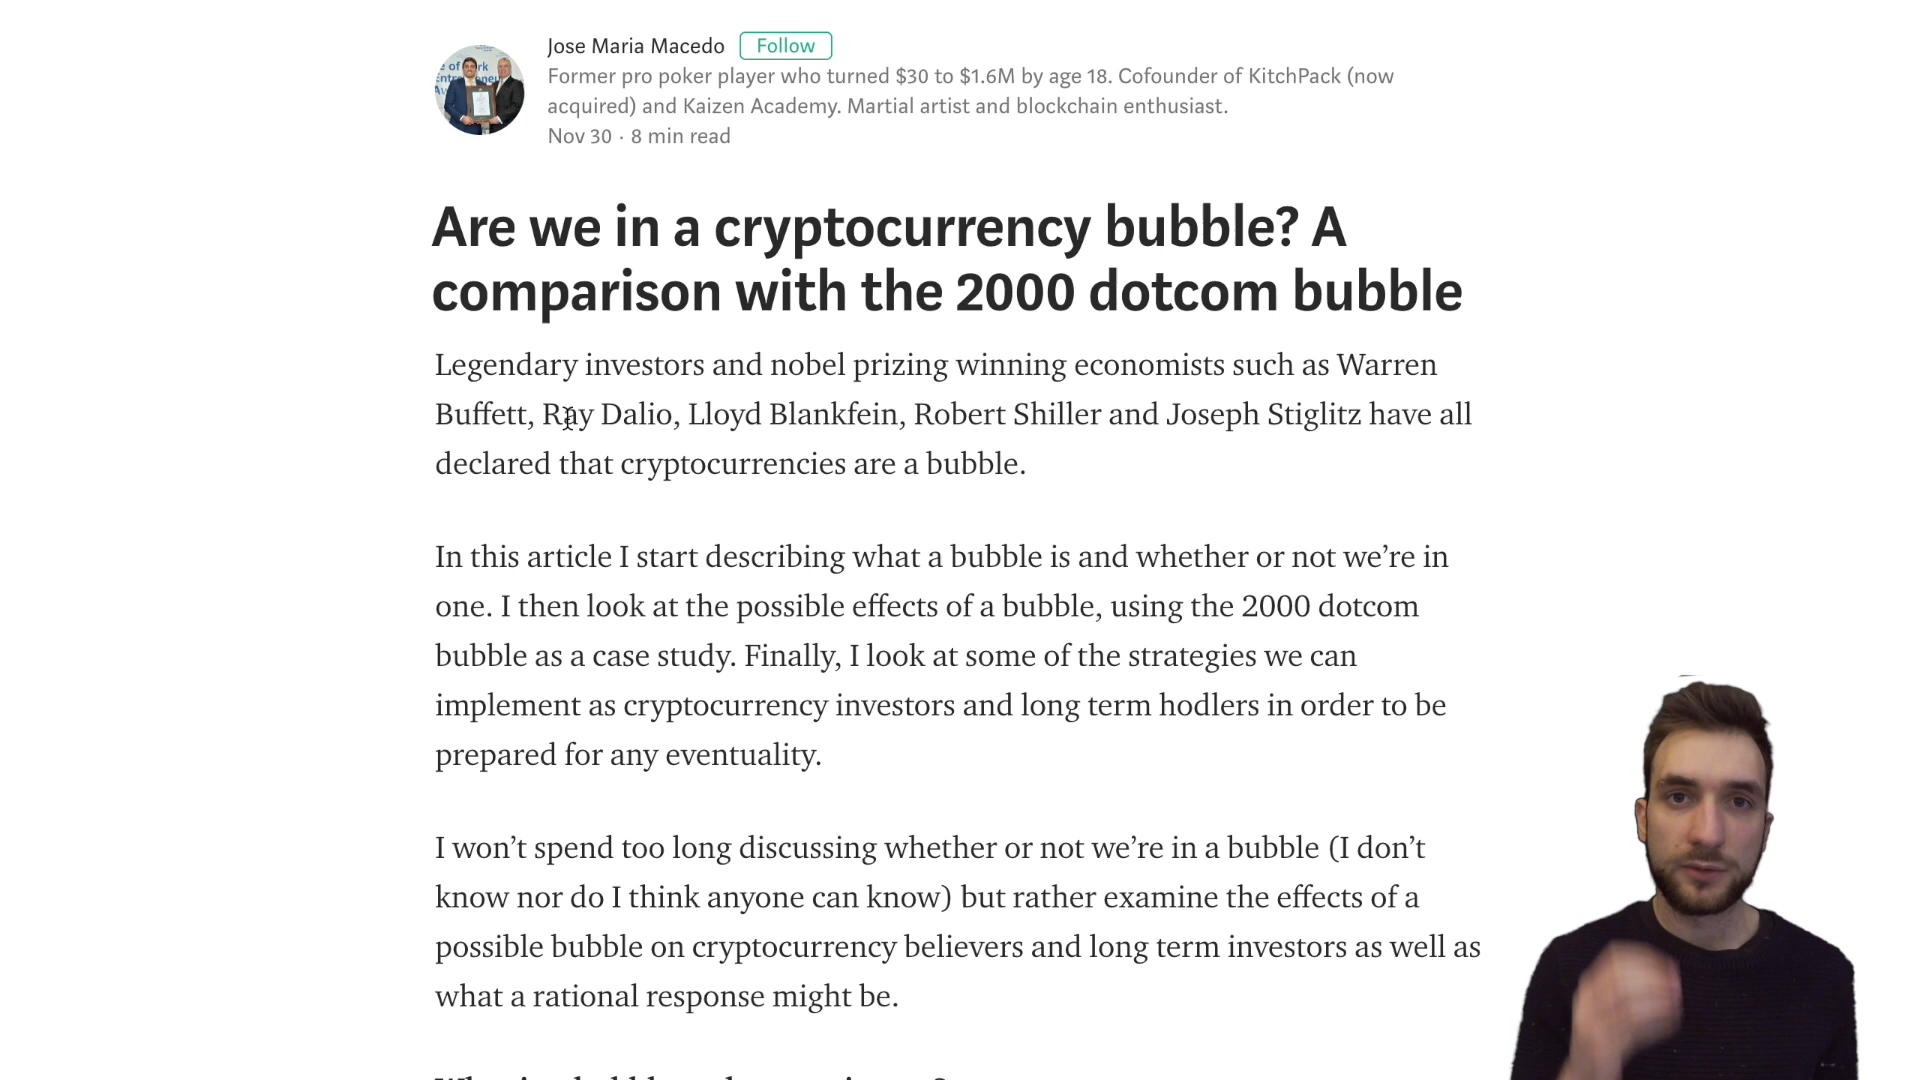 Jose Maria Macedo Follow
Former pro poker player who turned $30 to $1.6M by age 18. Cofounder of KitchPack (now
acquired) and Kaizen Academy. Martial artist and blockchain enthusiast.
Nov 30 · 8 min read
Are we in a cryptocurrency bubble? A
comparison with the 2000 dotcom bubble
Legendary investors and nobel prizing winning economists such as Warren
Buffett, Ray Dalio, Lloyd Blankfein, Robert Shiller and Joseph Stiglitz have all
declared that cryptocurrencies are a bubble.
In this article I start describing what a bubble is and whether or not we’re in
one. I then look at the possible effects of a bubble, using the 2000 dotcom
bubble as a case study. Finally, I look at some of the strategies we can
implement as cryptocurrency investors and long term hodlers in order to be
prepared for any eventuality.
I won’t spend too long discussing whether or not we’re in a bubble (I don’t
know nor do I think anyone can know) but rather examine the effects of a
possible bubble on cryptocurrency believers and long term investors as well as
what a rational response might be.